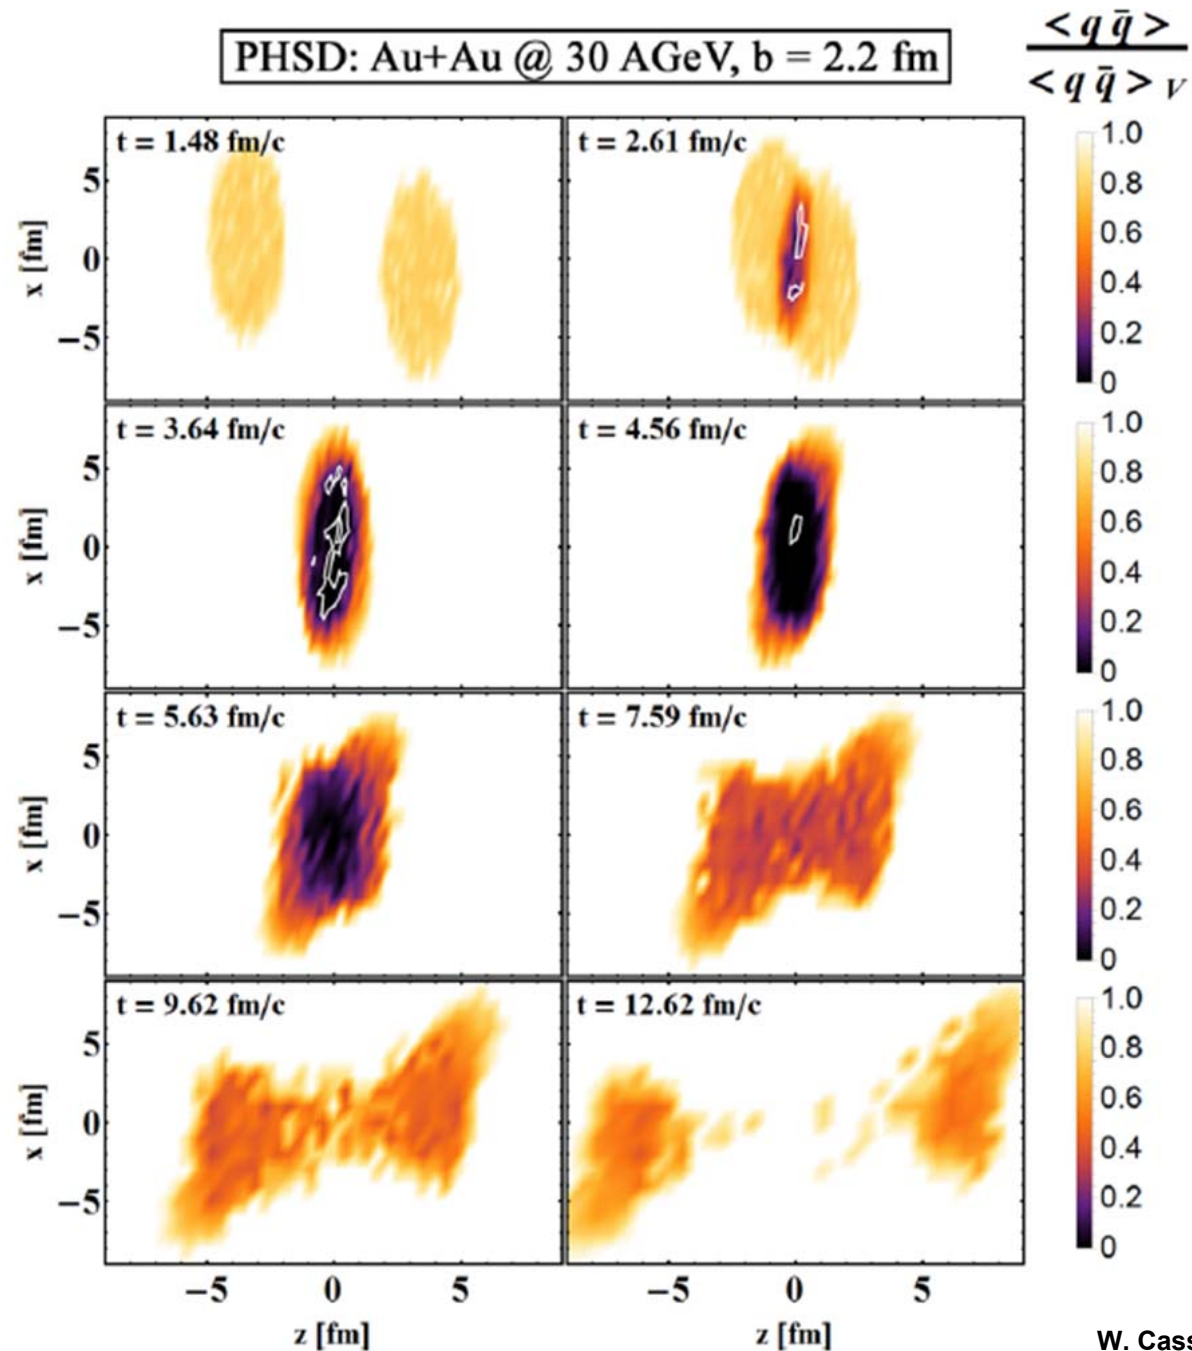 PHSD: Au+Au @ 30 AGeV, b = 2.2 fm
< q q̄ >
< q q̄ > V
t = 1.48 fm/c
t = 2.61 fm/c
1.0
0.8
0.6
0.4
0.2
0
5
0
−5
x [fm]
t = 3.64 fm/c
t = 4.56 fm/c
1.0
0.8
0.6
0.4
0.2
0
5
0
−5
x [fm]
t = 5.63 fm/c
t = 7.59 fm/c
1.0
0.8
0.6
0.4
0.2
0
5
0
−5
x [fm]
t = 9.62 fm/c
t = 12.62 fm/c
1.0
0.8
0.6
0.4
0.2
0
5
0
−5
x [fm]
−5 0 5
−5 0 5
z [fm]
z [fm]
W. Cass